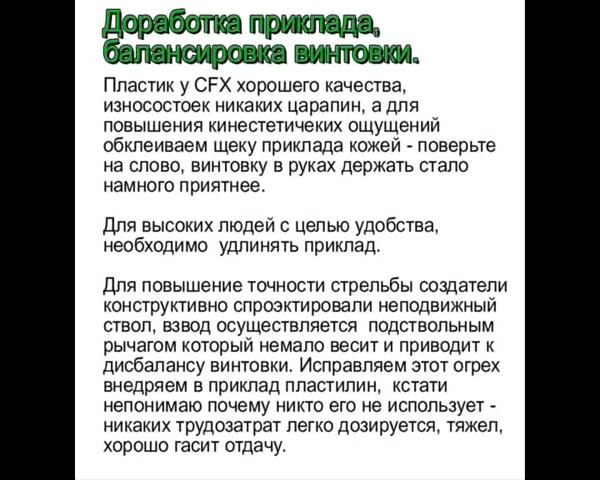 Доработка приклада,
балансировка винтовки.
Пластик у CFX хорошего качества,
износостоек никаких царапин, а для
повышения кинестетичеких ощущений
обклеиваем щеку приклада кожей - поверьте
на слово, винтовку в руках держать стало
намного приятнее.
Для высоких людей с целью удобства,
необходимо удлинять приклад.
Для повышение точности стрельбы создатели
конструктивно спроэктировали неподвижный
ствол, взвод осуществляется подствольным
рычагом который немало весит и приводит к
дисбалансу винтовки. Исправляем этот огрех
внедряем в приклад пластилин, кстати
непонимаю почему никто его не использует -
никаких трудозатрат легко дозируется, тяжел,
хорошо гасит отдачу.